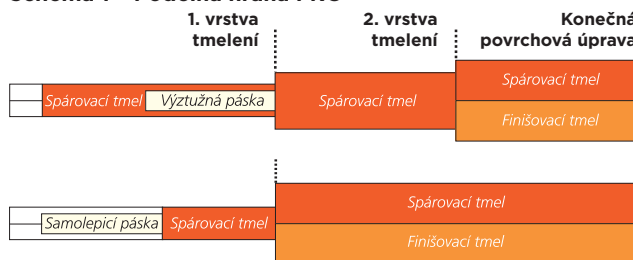 1. vrstva tmelení
2. vrstva tmelení
Konečná povrchová úprava
Spárovací tmel
Výztužná páska
Spárovací tmel
Spárovací tmel
Finišovací tmel
Samolepicí páska
Spárovací tmel
Spárovací tmel
Finišovací tmel